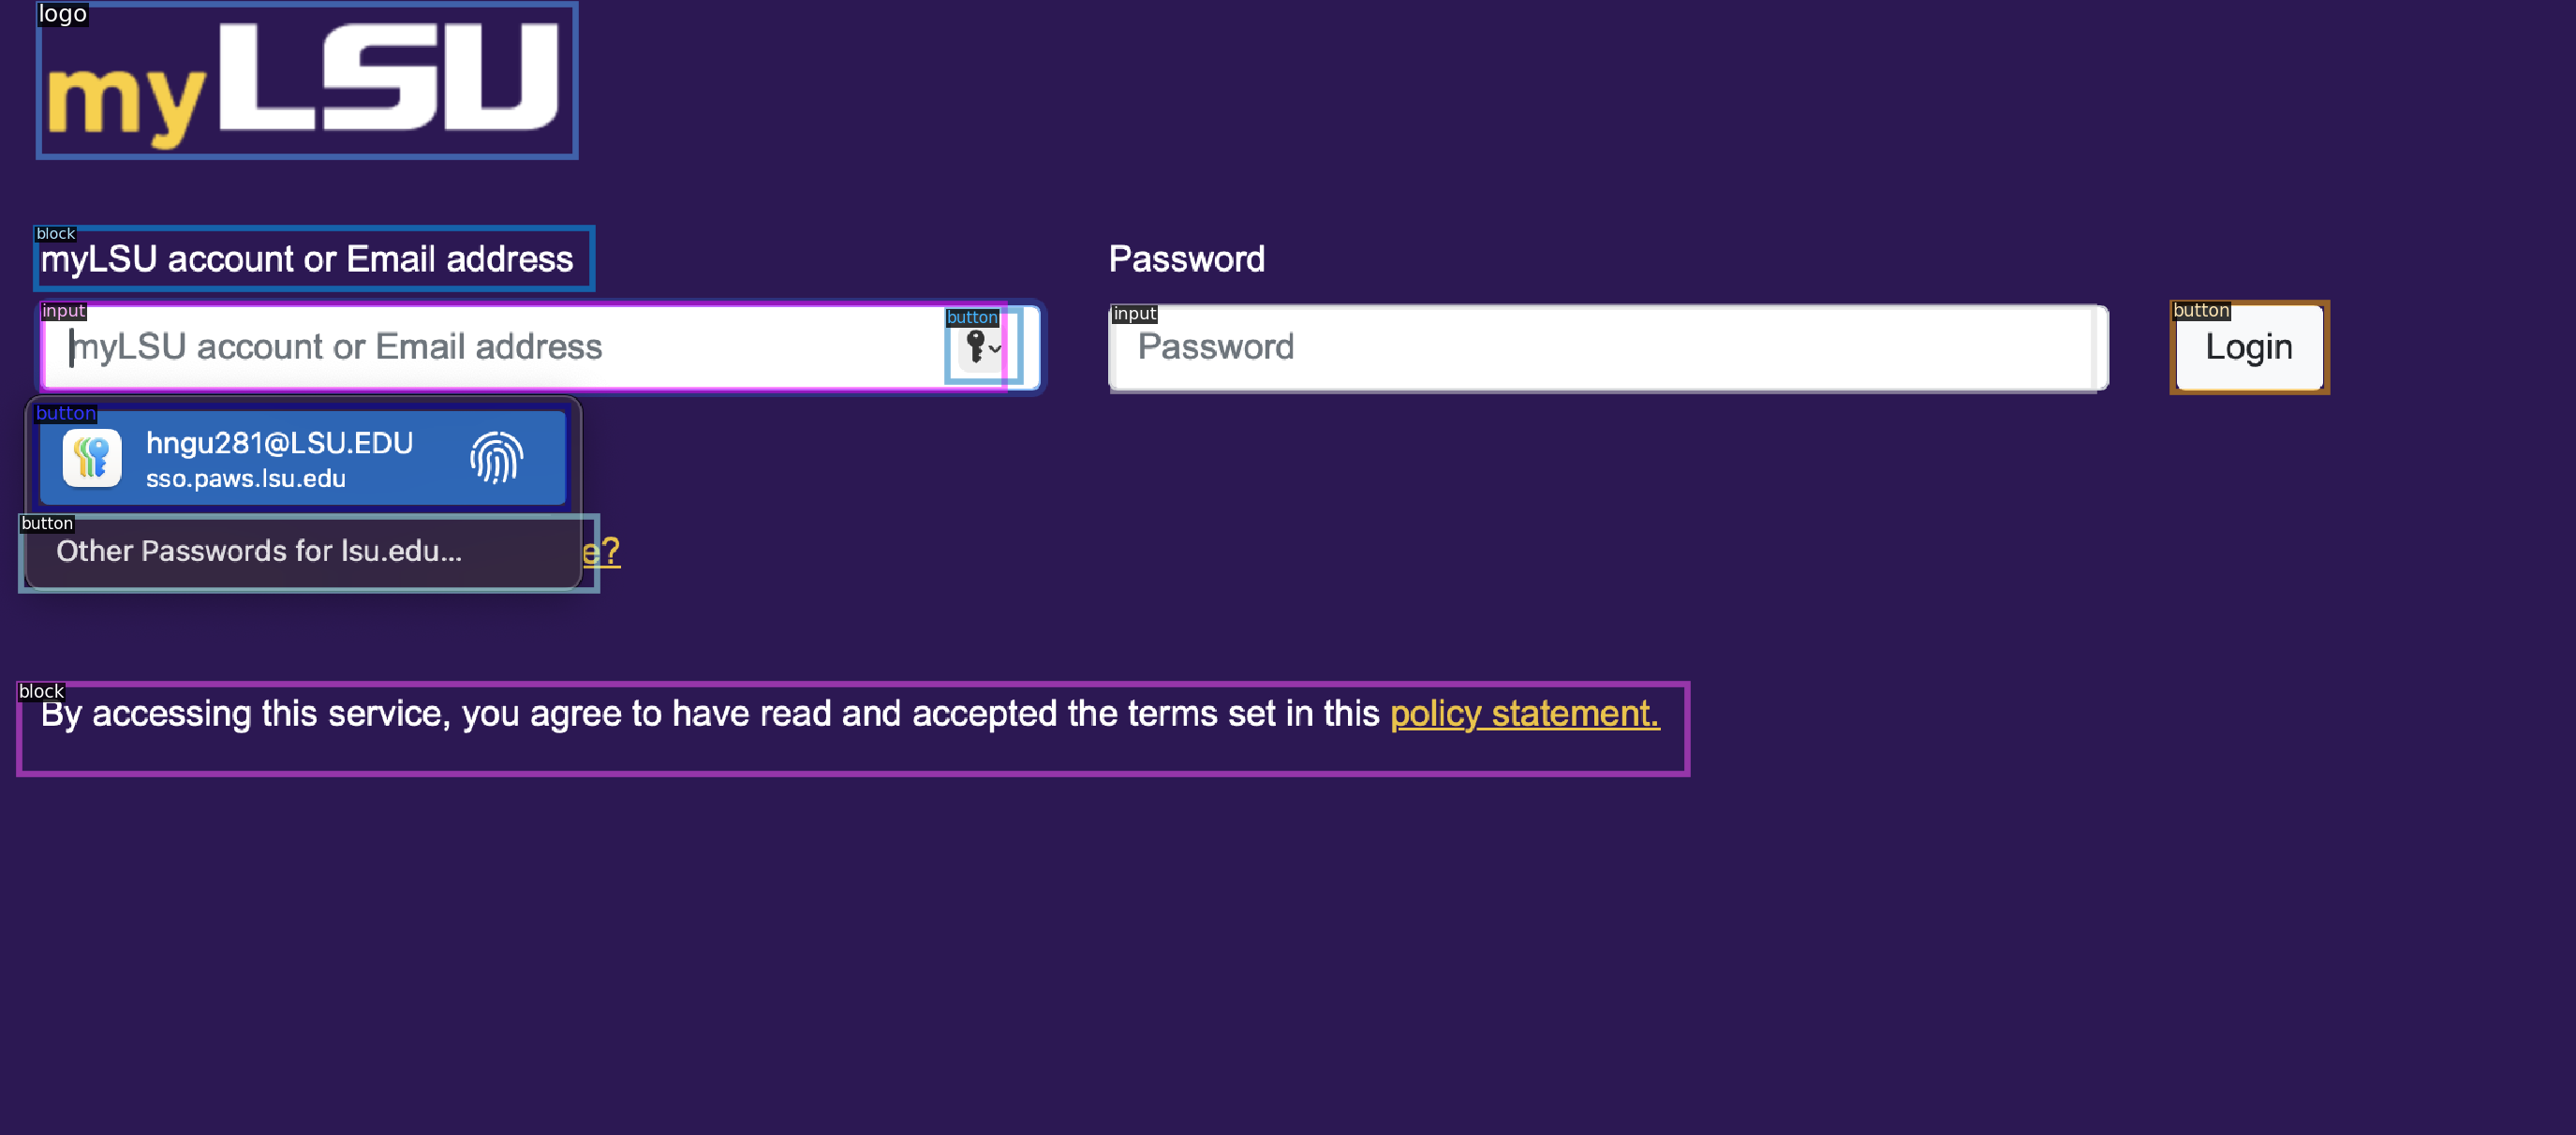 logo
myLSU
block
myLSU account or Email address
Password
input
myLSU account or Email address
button
input
Password
button
Login
button
hngu281@LSU.EDU
sso.paws.lsu.edu
button
Other Passwords for lsu.edu...
e?
block
By accessing this service, you agree to have read and accepted the terms set in this policy statement.